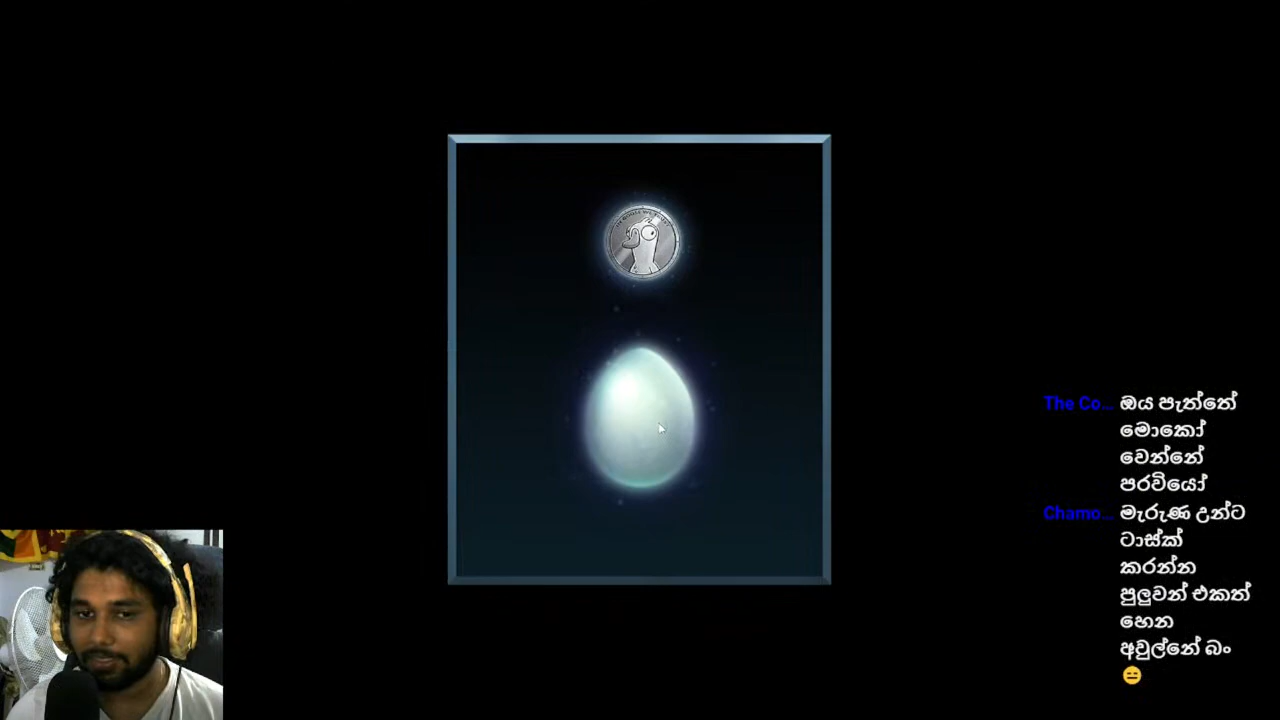 The Co... ඔය පැත්තේ
මොකෝ
වෙන්නේ
පරවියෝ
Chamo... මැරුණ උන්ට
ටාස්ක්
කරන්න
පුලුවන් එකත්
හෙන
අවුල්නේ බං
😑